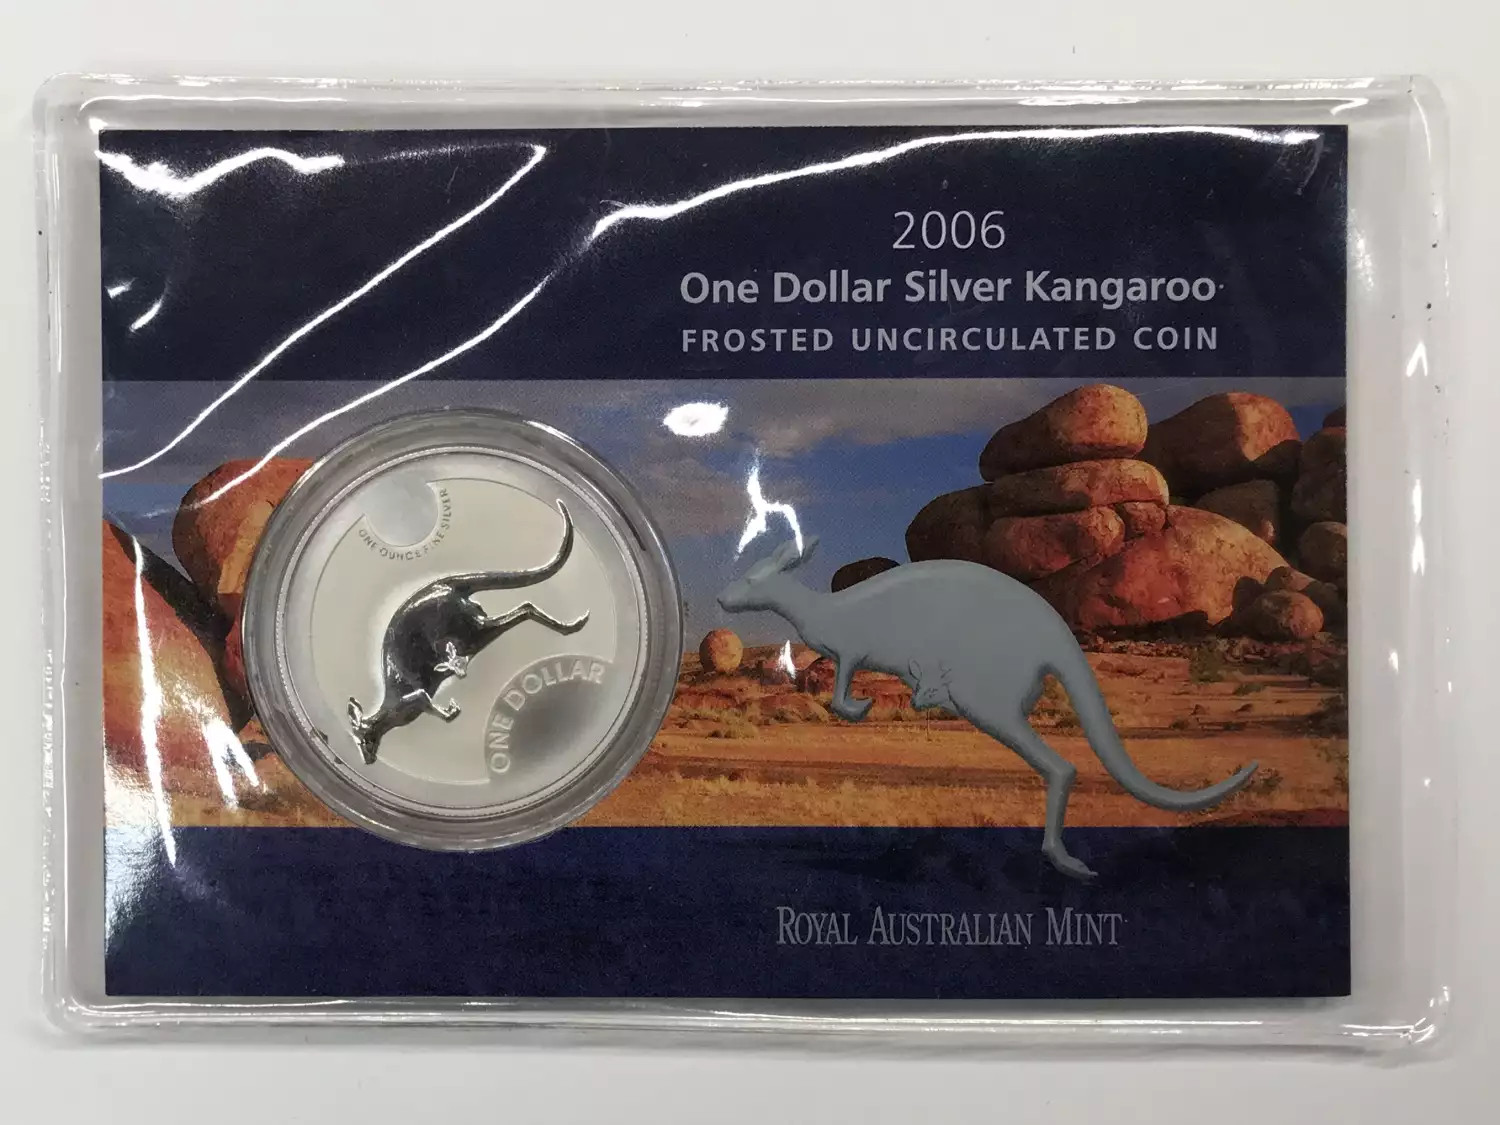 2006
One Dollar Silver Kangaroo
FROSTED UNCIRCULATED COIN
ONE OUNCE FINE SILVER
ONE DOLLAR
ROYAL AUSTRALIAN MINT